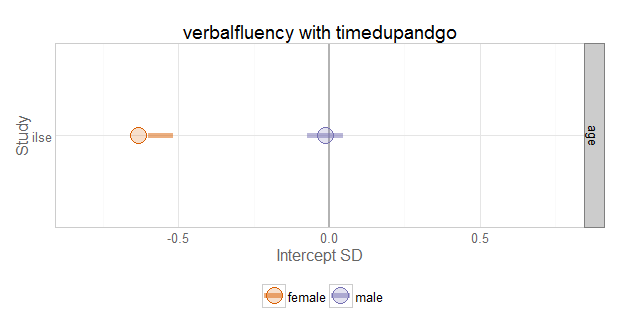 verbalfluency with timedupandgo
Study
ilse
age
-0.5 0.0 0.5
Intercept SD
female male